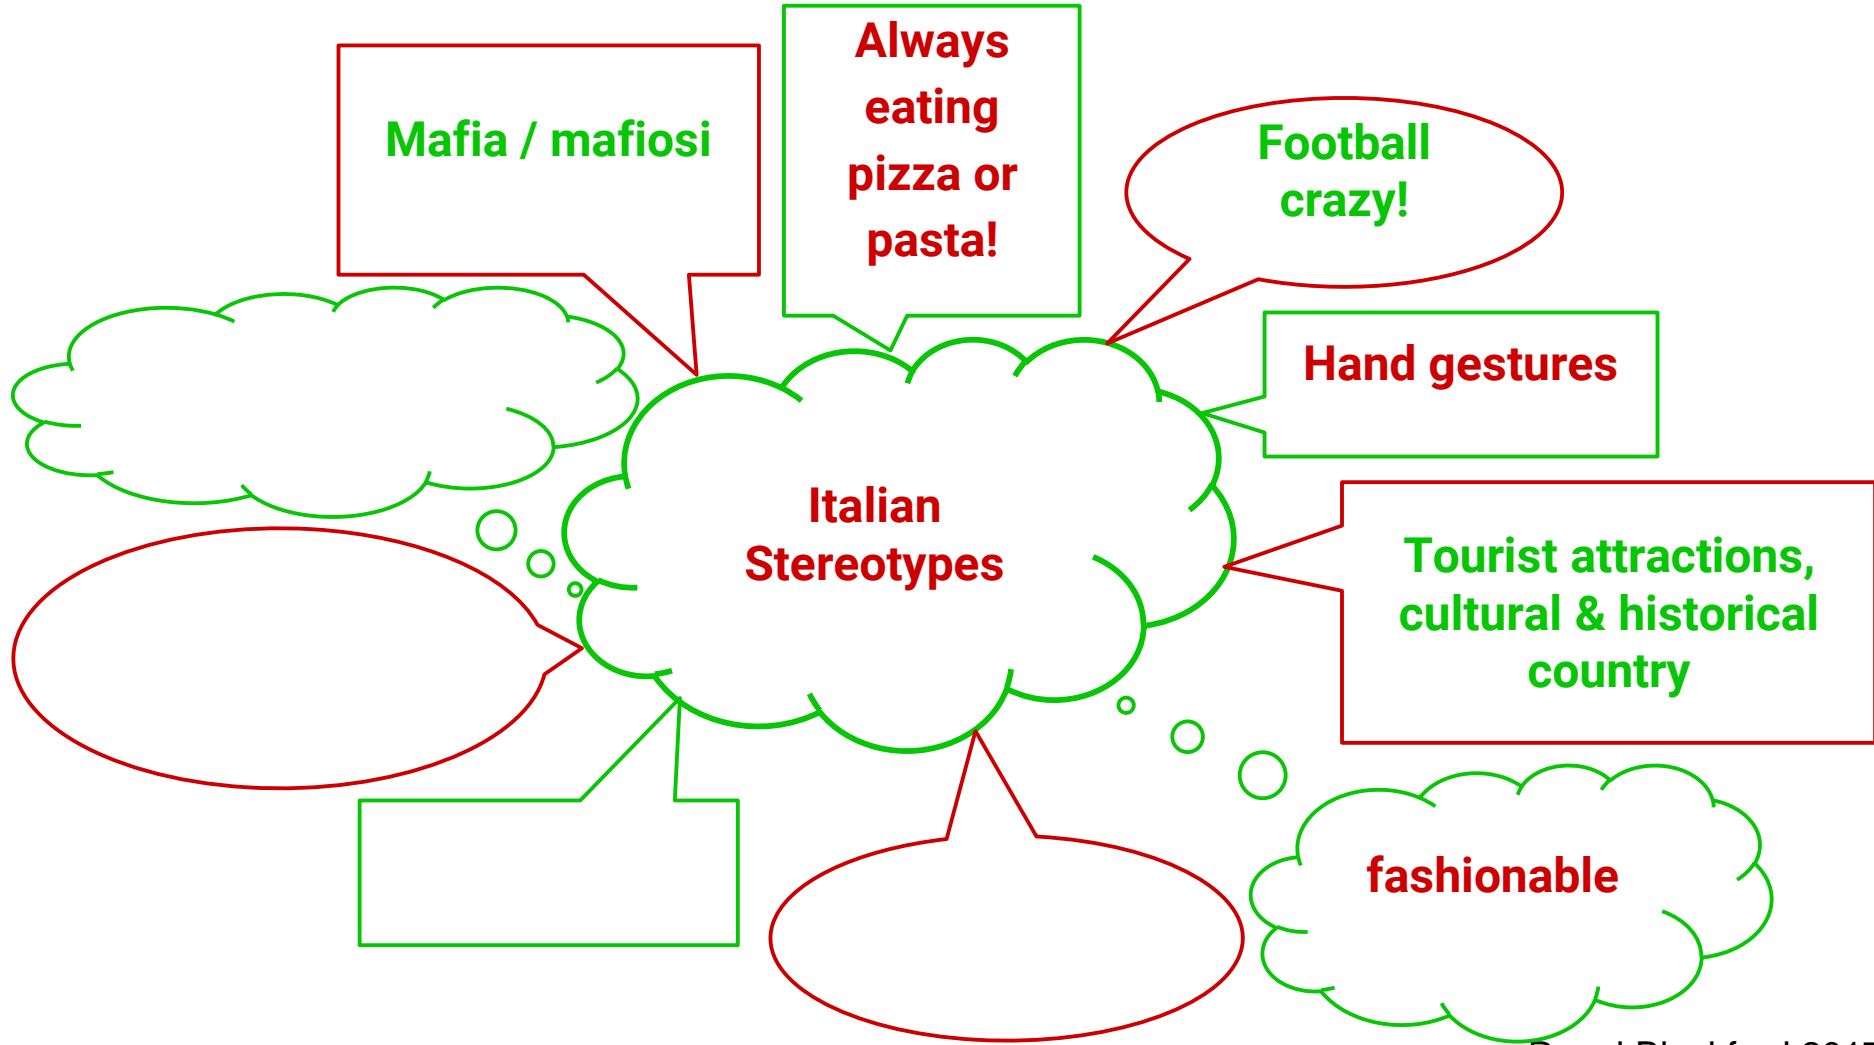 Mafia / mafiosi
Always
eating
pizza or
pasta!
Football
crazy!
Hand gestures
Italian
Stereotypes
Tourist attractions,
cultural & historical
country
fashionable